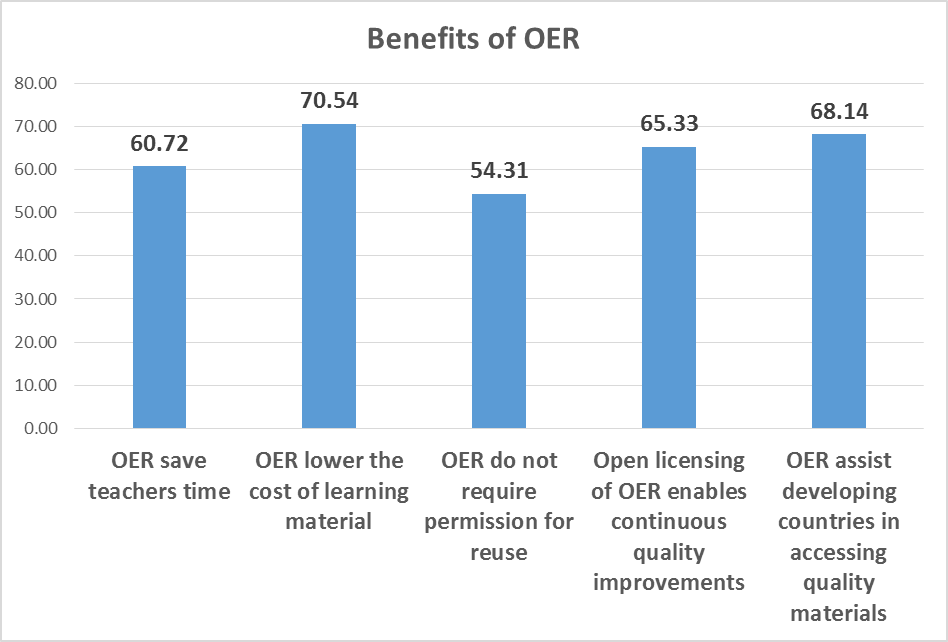 Benefits of OER
80.00
70.00
60.00
50.00
40.00
30.00
20.00
10.00
0.00
60.72
70.54
54.31
65.33
68.14
OER save
teachers time
OER lower the
cost of learning
material
OER do not
require
permission for
reuse
Open licensing
of OER enables
continuous
quality
improvements
OER assist
developing
countries in
accessing
quality
materials